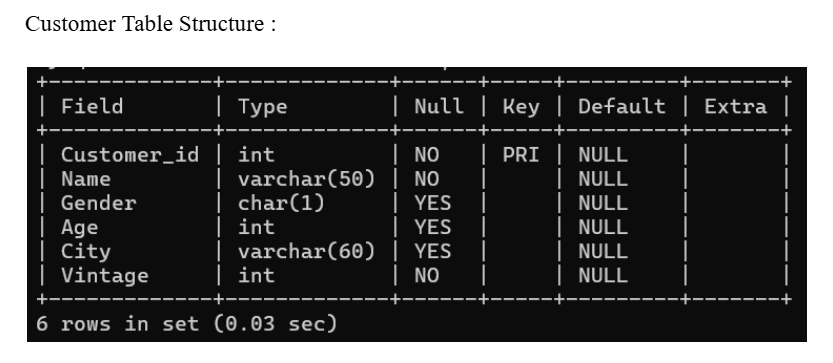 Customer Table Structure :
+-------------+-------------+------+-----+---------+-------+
| Field       | Type        | Null | Key | Default | Extra |
+-------------+-------------+------+-----+---------+-------+
| Customer_id | int         | NO   | PRI | NULL    |       |
| Name        | varchar(50) | NO   |     | NULL    |       |
| Gender      | char(1)     | YES  |     | NULL    |       |
| Age         | int         | YES  |     | NULL    |       |
| City        | varchar(60) | YES  |     | NULL    |       |
| Vintage     | int         | NO   |     | NULL    |       |
+-------------+-------------+------+-----+---------+-------+
6 rows in set (0.03 sec)